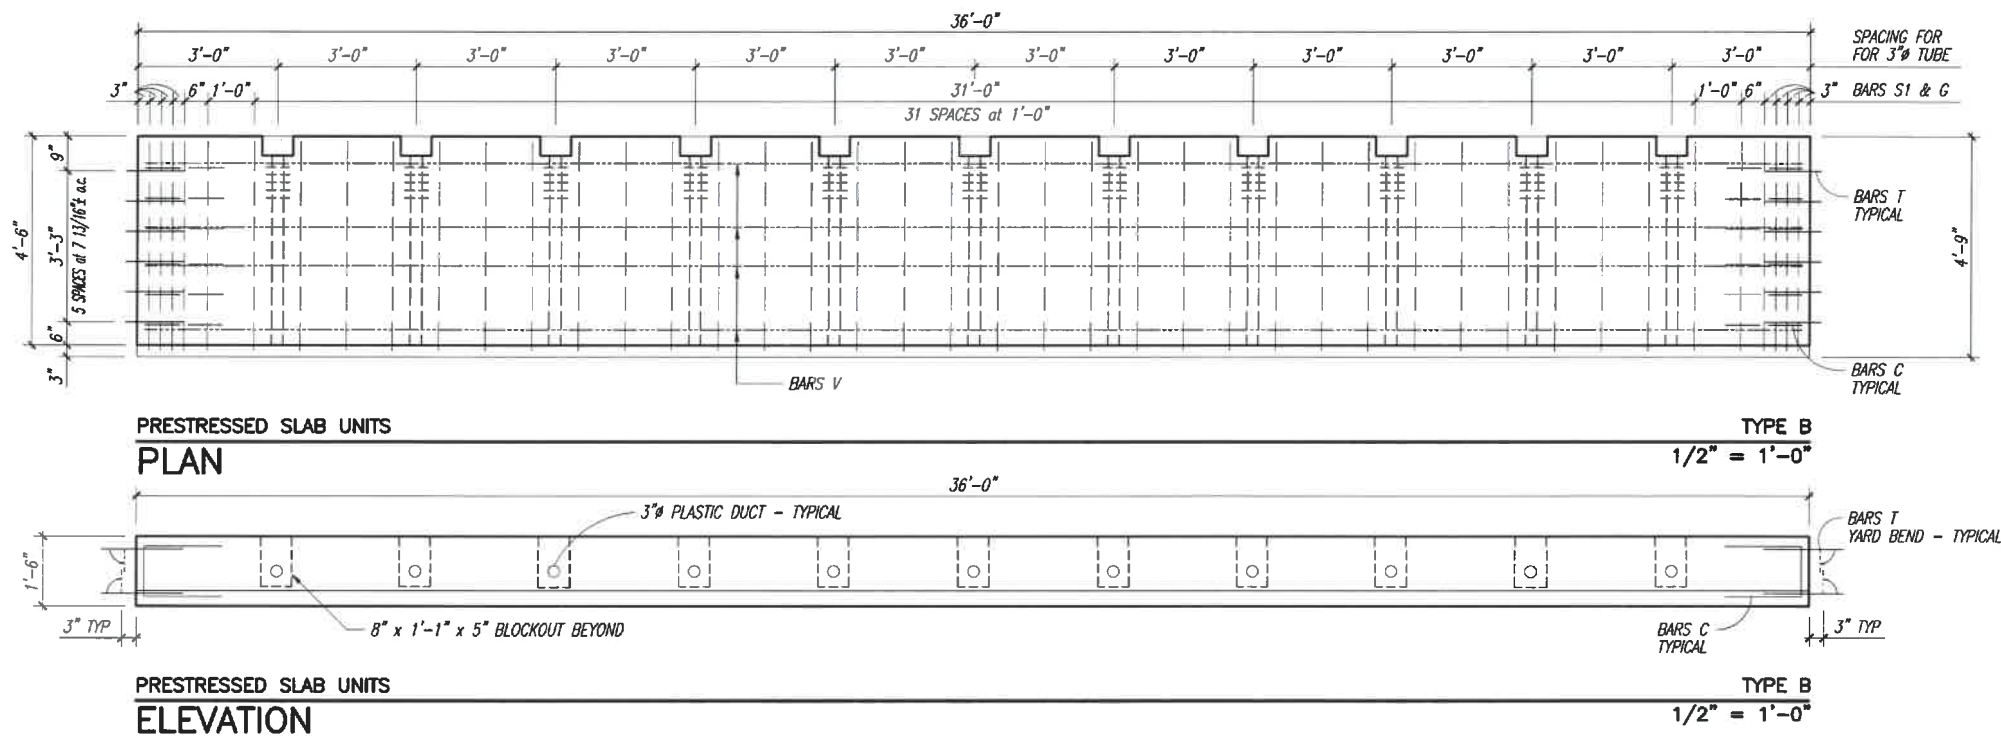 36'-0"
3'-0" 3'-0" 3'-0" 3'-0" 3'-0" 3'-0" 3'-0" 3'-0" 3'-0" 3'-0" 3'-0" 3'-0"
SPACING FOR
FOR 3"ø TUBE
3" 6" 1'-0" 31'-0" 1'-0" 6" 3" BARS S1 & G
31 SPACES at 1'-0"
4'-6"
9"
3'-3"
5 SPACES at 7 13/16"± o.c.
6"
3"
4'-9"
BARS T
TYPICAL
BARS C
TYPICAL
BARS V
PRESTRESSED SLAB UNITS TYPE B
PLAN 1/2" = 1'-0"
36'-0"
3"ø PLASTIC DUCT - TYPICAL
BARS T
YARD BEND - TYPICAL
1'-6"
3" TYP
8" x 1'-1" x 5" BLOCKOUT BEYOND
BARS C
TYPICAL
3" TYP
PRESTRESSED SLAB UNITS TYPE B
ELEVATION 1/2" = 1'-0"